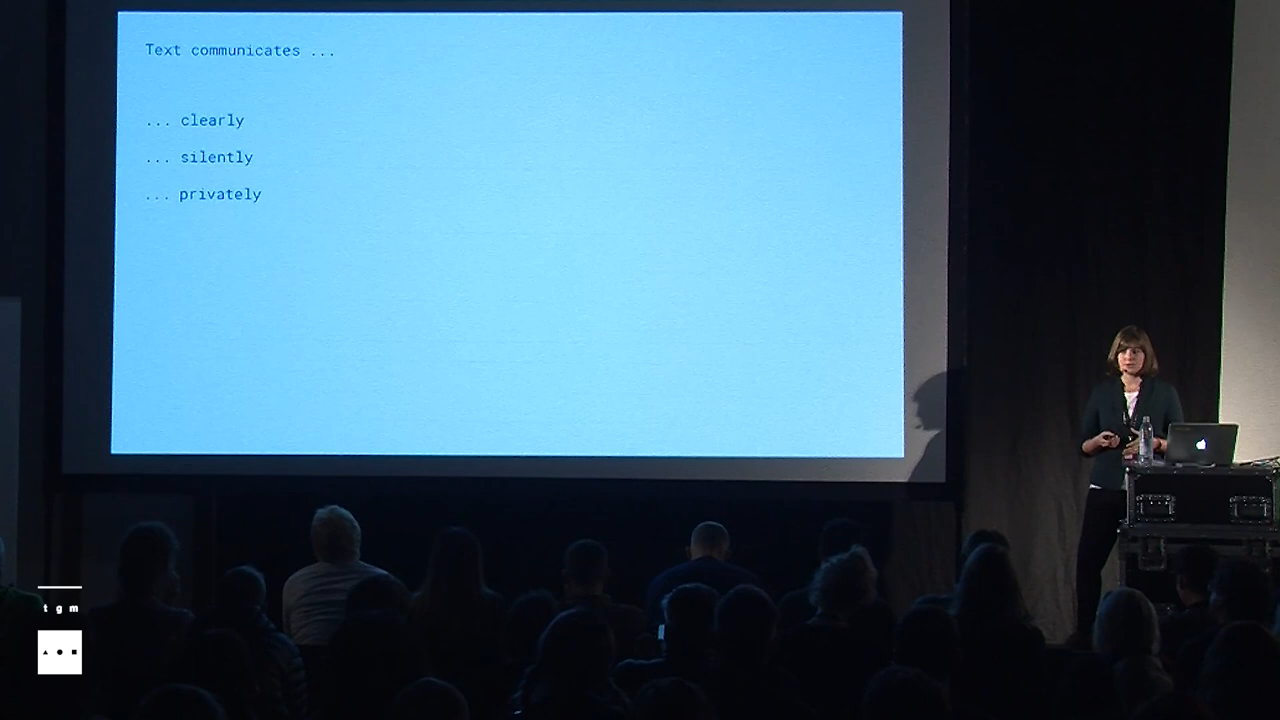 Text communicates ...
... clearly
... silently
... privately
t g m